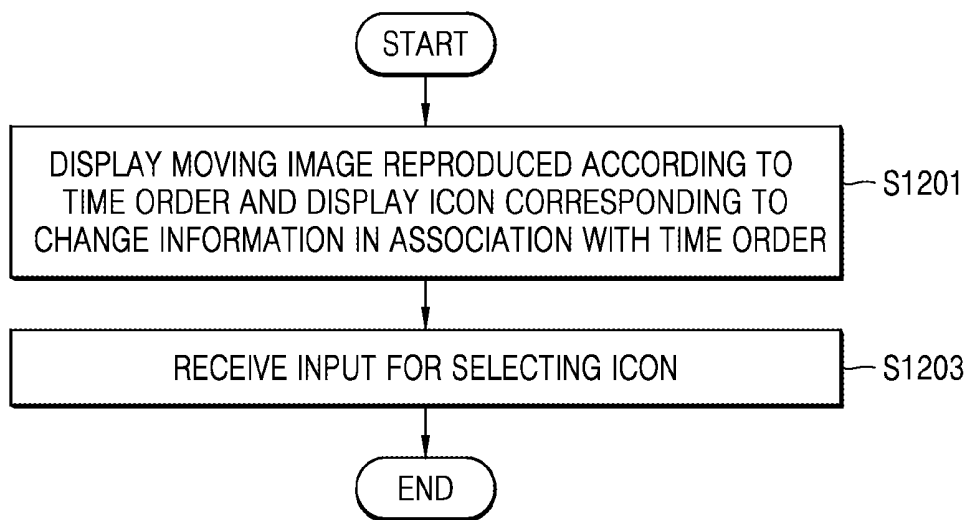 START
DISPLAY MOVING IMAGE REPRODUCED ACCORDING TO
TIME ORDER AND DISPLAY ICON CORRESPONDING TO
CHANGE INFORMATION IN ASSOCIATION WITH TIME ORDER
S1201
RECEIVE INPUT FOR SELECTING ICON
S1203
END